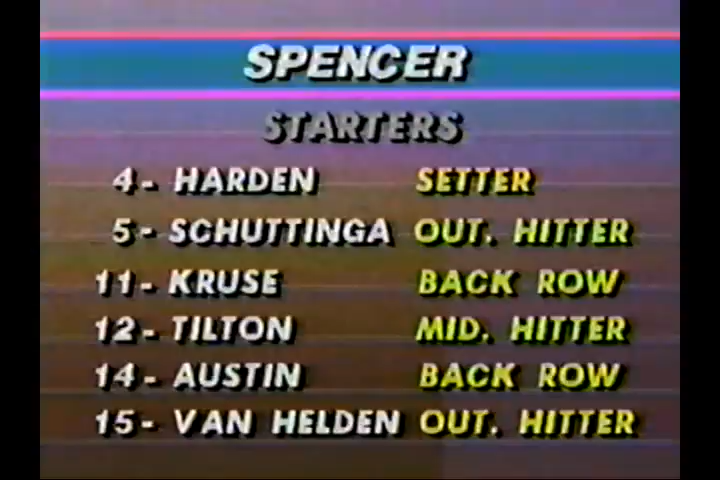 SPENCER
STARTERS
4- HARDEN SETTER
5- SCHUTTINGA OUT. HITTER
11- KRUSE BACK ROW
12- TILTON MID. HITTER
14- AUSTIN BACK ROW
15- VAN HELDEN OUT. HITTER